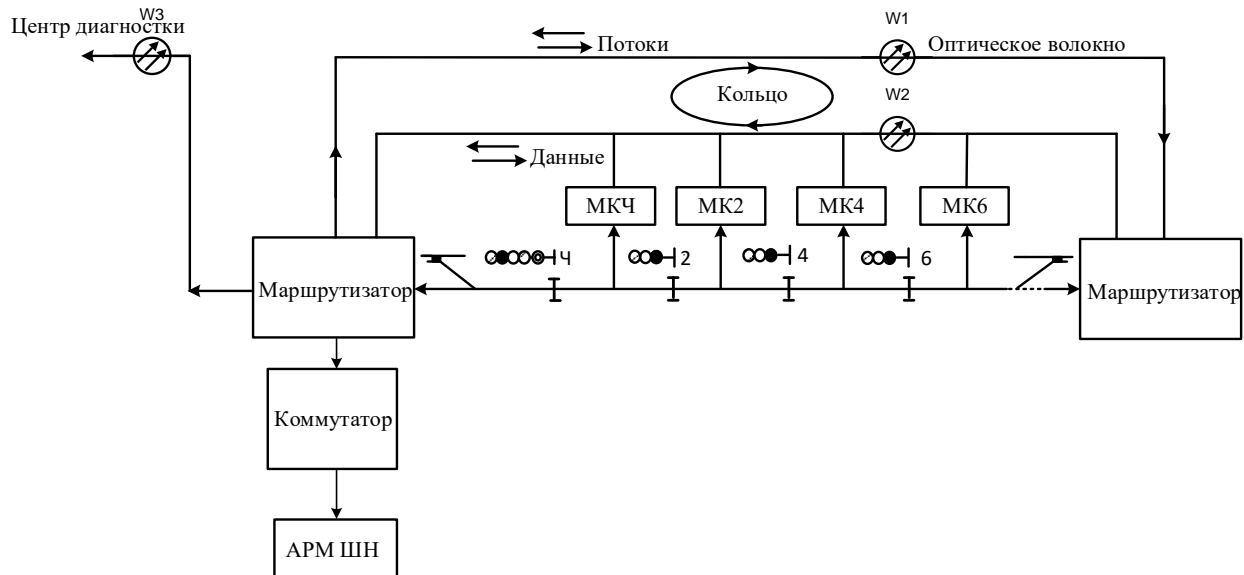 W3
Центр диагностки
W1
Потоки
Оптическое волокно
Кольцо
W2
Данные
МКЧ
МК2
МК4
МК6
Ч
2
4
6
Маршрутизатор
Маршрутизатор
Коммутатор
АРМ ШН